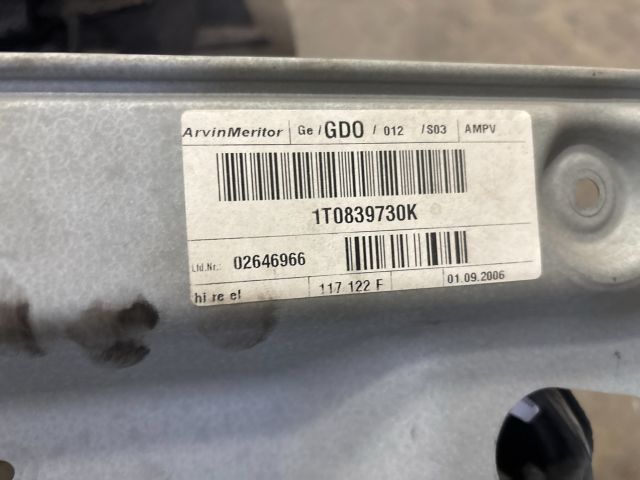 ArvinMeritor Ge / GDO / 012 / S03 AMPV
1T0839730K
Lfd.Nr.: 02646966
hi re el 117 122 F 01.09.2006